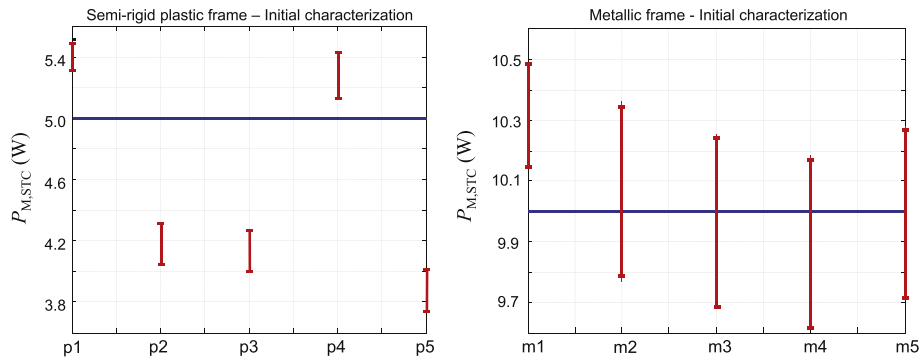 Semi-rigid plastic frame – Initial characterization
5.4
5.0
4.6
4.2
3.8
P_M,STC (W)
p1 p2 p3 p4 p5
Metallic frame - Initial characterization
10.5
10.3
10.1
9.9
9.7
P_M,STC (W)
m1 m2 m3 m4 m5